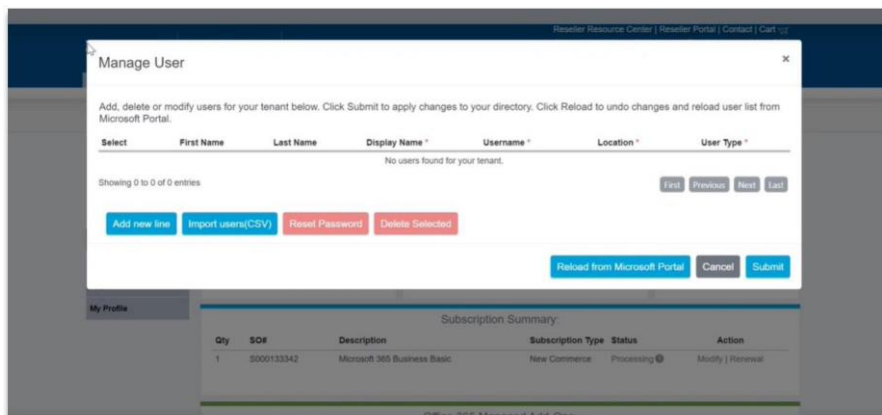 Reseller Resource Center | Reseller Portal | Contact | Cart
Manage User
×
Add, delete or modify users for your tenant below. Click Submit to apply changes to your directory. Click Reload to undo changes and reload user list from
Microsoft Portal.
Select First Name Last Name Display Name * Username * Location * User Type *
No users found for your tenant.
Showing 0 to 0 of 0 entries
First Previous Next Last
Add new line Import users(CSV) Reset Password Delete Selected
Reload from Microsoft Portal Cancel Submit
My Profile
Subscription Summary:
Qty SO# Description Subscription Type Status Action
1 S000133342 Microsoft 365 Business Basic New Commerce Processing Modify | Renewal
Office 365 Managed Add-Ons